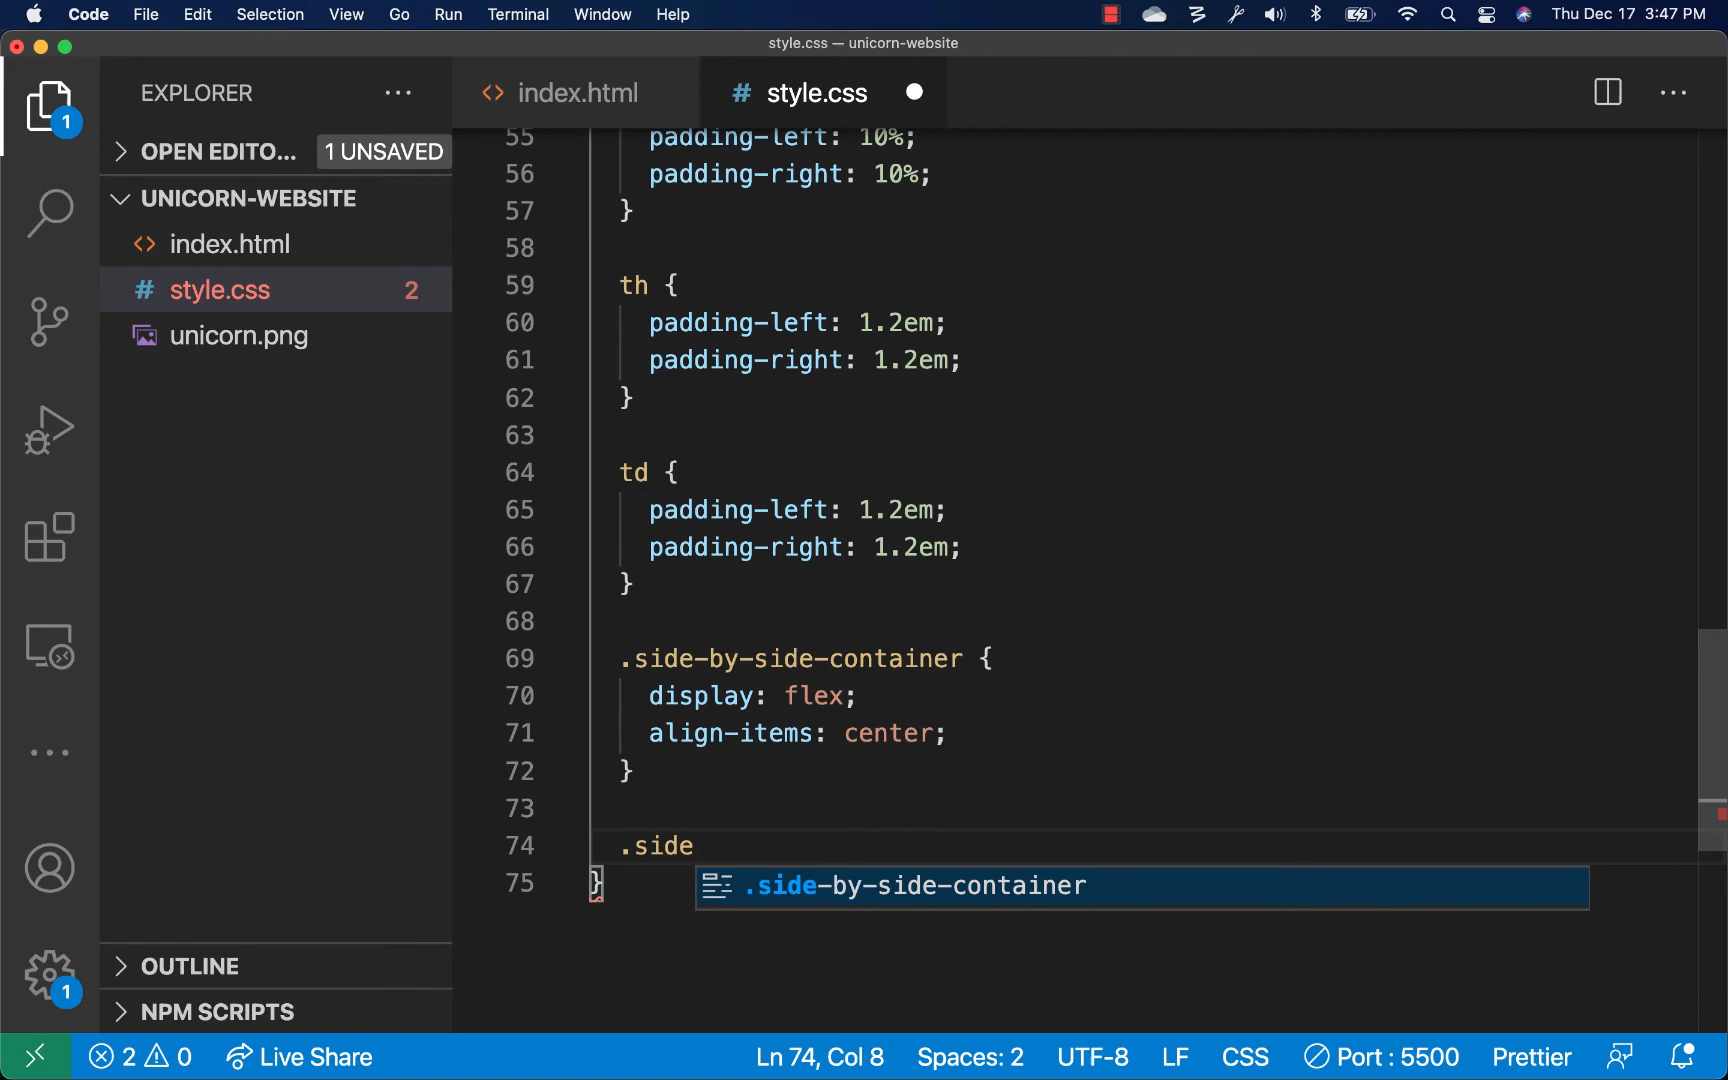 Code File Edit Selection View Go Run Terminal Window Help Thu Dec 17 3:47 PM
style.css — unicorn-website
EXPLORER
index.html
# style.css
OPEN EDITO... 1 UNSAVED
UNICORN-WEBSITE
index.html
# style.css 2
unicorn.png
1
55 padding-left: 10%;
56 padding-right: 10%;
57 }
58
59 th {
60 padding-left: 1.2em;
61 padding-right: 1.2em;
62 }
63
64 td {
65 padding-left: 1.2em;
66 padding-right: 1.2em;
67 }
68
69 .side-by-side-container {
70 display: flex;
71 align-items: center;
72 }
73
74 .side
75 }
.side-by-side-container
OUTLINE
NPM SCRIPTS
1
2 0 Live Share Ln 74, Col 8 Spaces: 2 UTF-8 LF CSS Port : 5500 Prettier